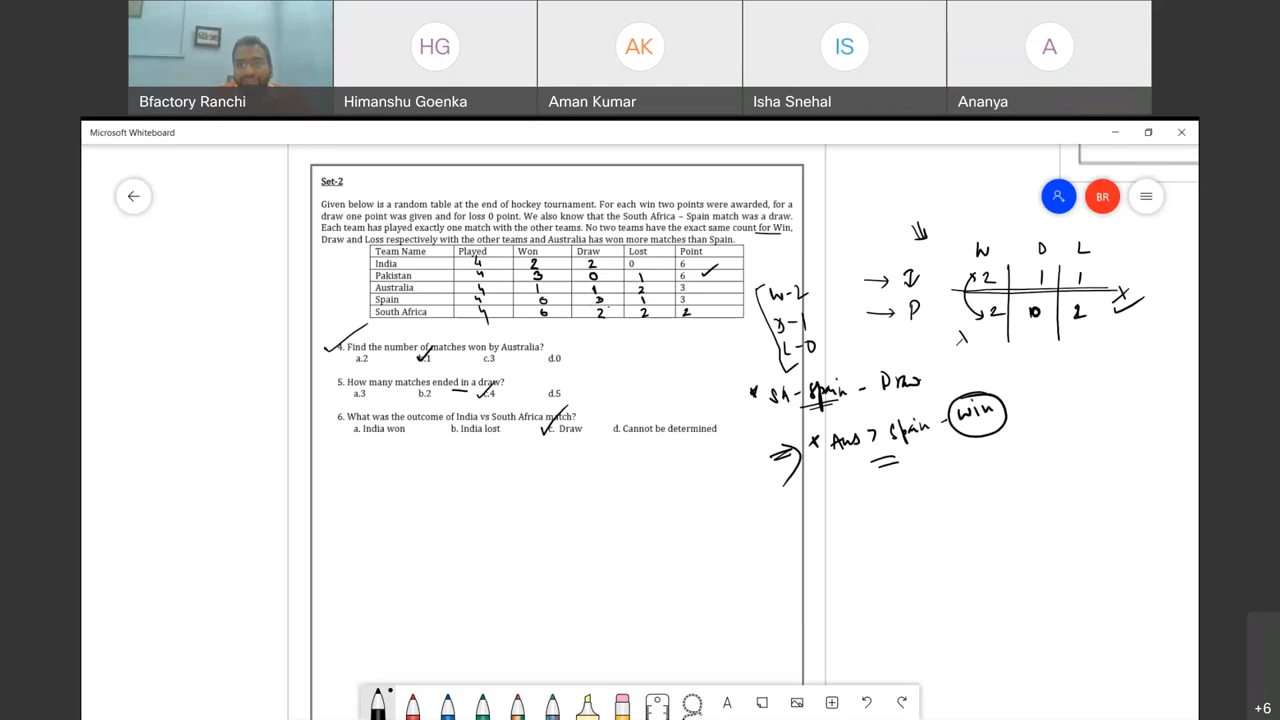 HG
AK
IS
A
Bfactory Ranchi
Himanshu Goenka
Aman Kumar
Isha Snehal
Ananya
Microsoft Whiteboard
BR
Set-2
Given below is a random table at the end of hockey tournament. For each win two points were awarded, for a
draw one point was given and for loss 0 point. We also know that the South Africa – Spain match was a draw.
Each team has played exactly one match with the other teams. No two teams have the exact same count for Win,
Draw and Loss respectively with the other teams and Australia has won more matches than Spain.
Team Name Played Won Draw Lost Point
India 4 2 2 0 6
Pakistan 4 3 0 1 6
Australia 4 1 1 2 3
Spain 4 0 3 1 3
South Africa 4 0 2 2 2
4. Find the number of matches won by Australia?
a.2 b.1 c.3 d.0
5. How many matches ended in a draw?
a.3 b.2 c.4 d.5
6. What was the outcome of India vs South Africa match?
a. India won b. India lost c. Draw d. Cannot be determined
W D L
I 2 1 1
P 2 0 2
W-2
D-1
L-0
* SA - Spain - Draw
* Aus > Spain - Win
A
+6